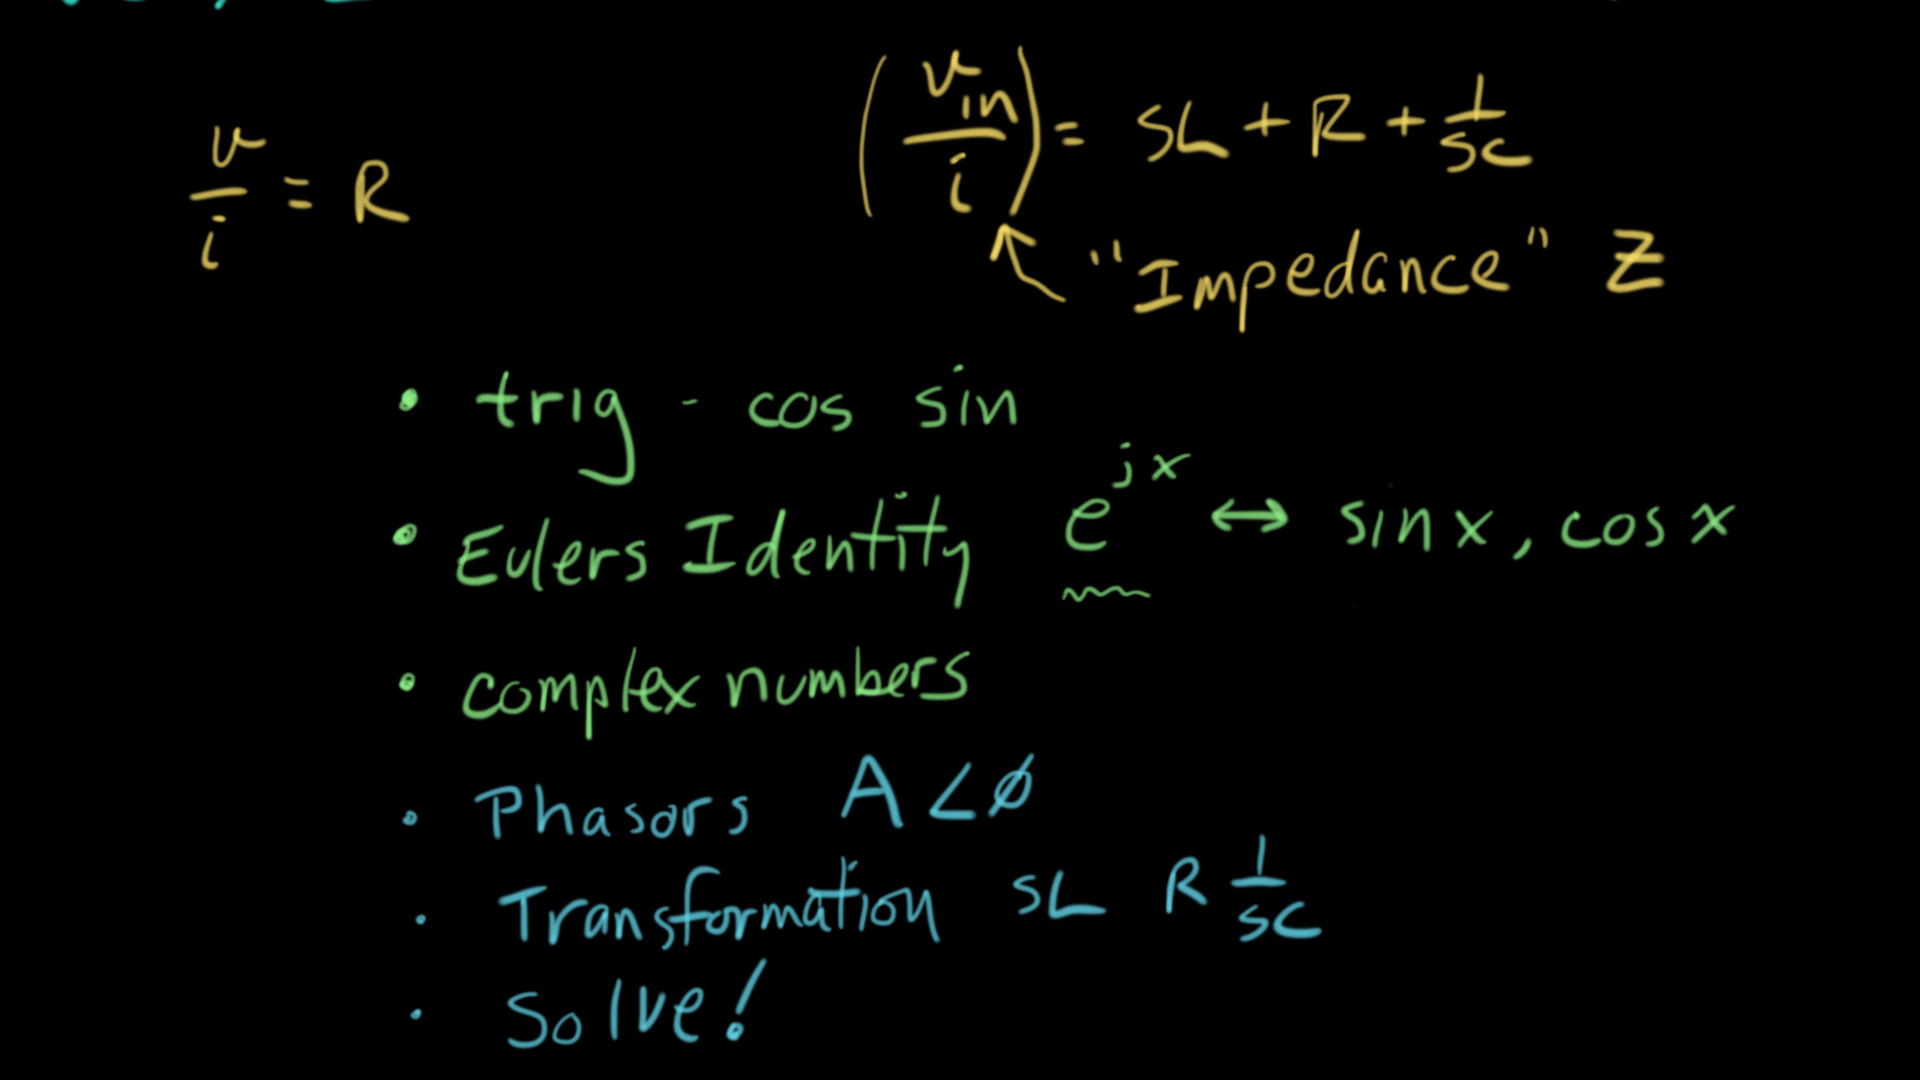 v/i = R
(v_in/i) = sL + R + 1/sC
"Impedance" Z
• trig - cos sin
• Eulers Identity e^jx ↔ sin x, cos x
• complex numbers
• Phasors A∠ø
• Transformation sL R 1/sC
• Solve!